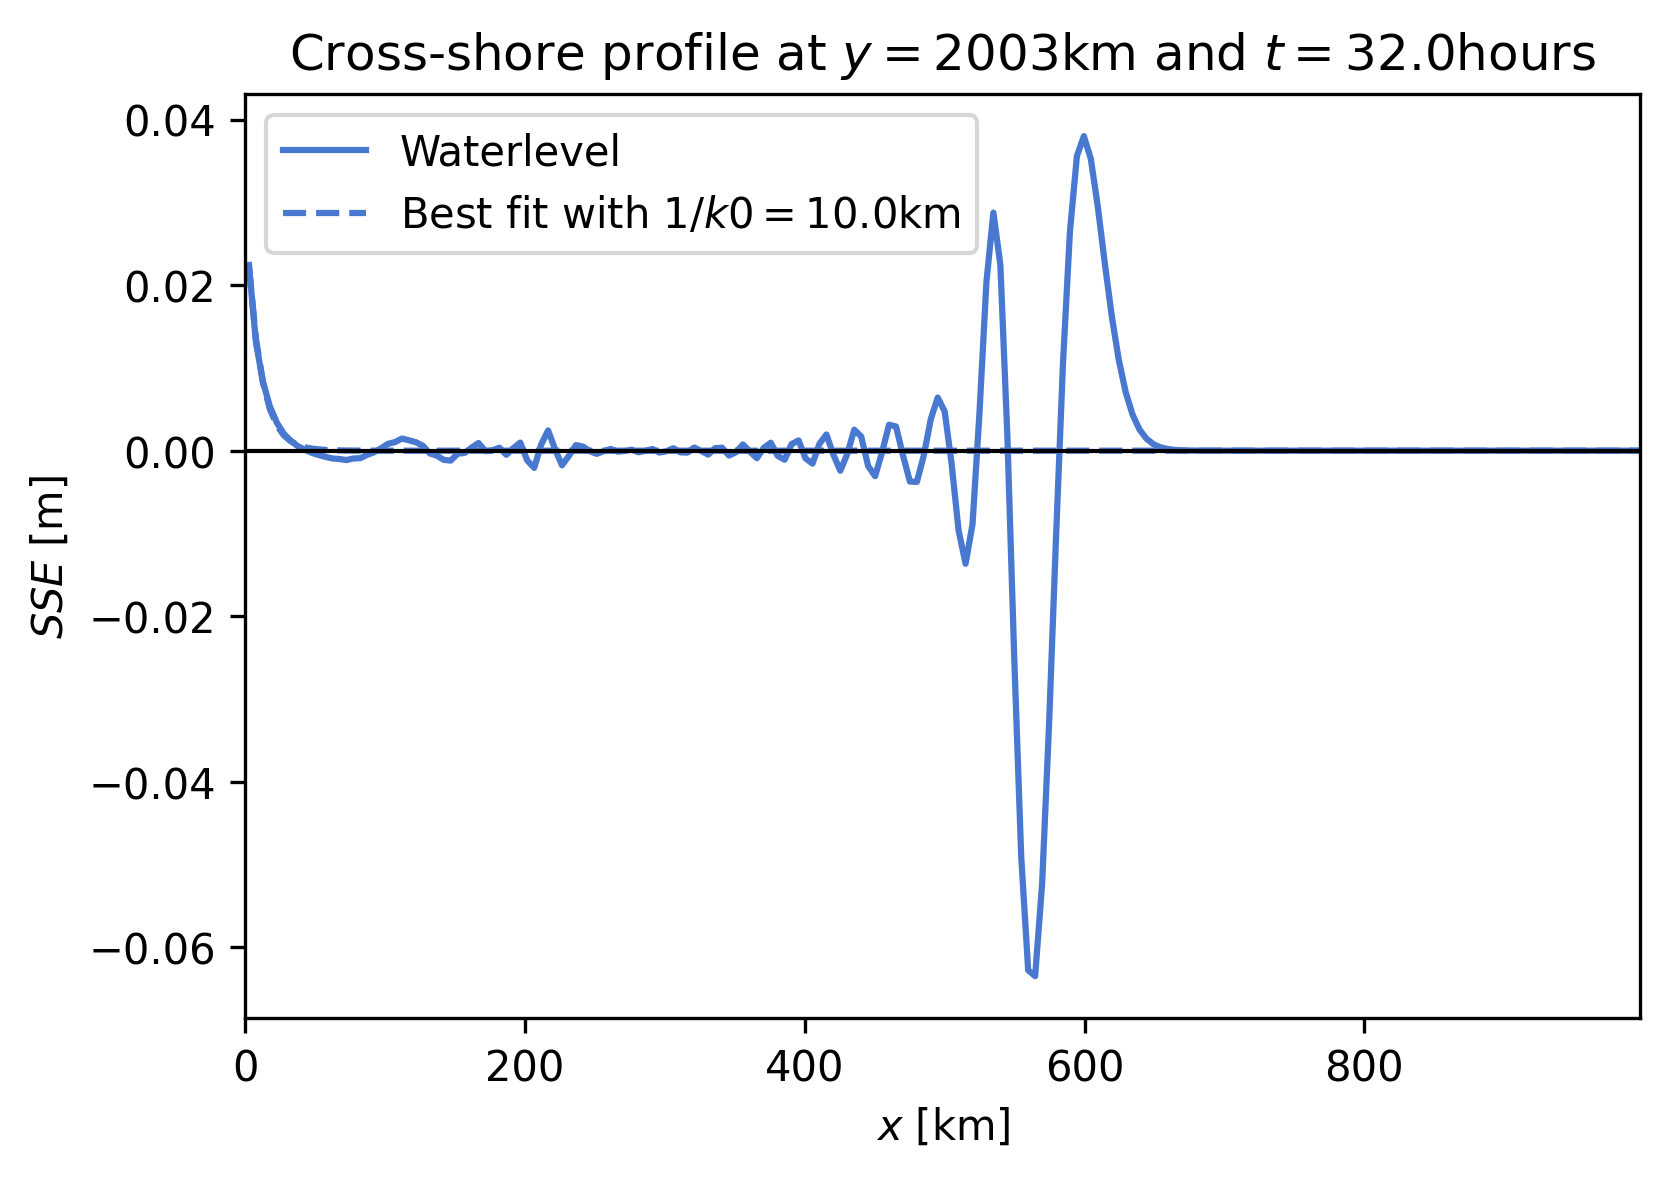 Cross-shore profile at y = 2003km and t = 32.0hours
Waterlevel
Best fit with 1/k0 = 10.0km
0.04
0.02
0.00
−0.02
−0.04
−0.06
SSE [m]
0 200 400 600 800
x [km]